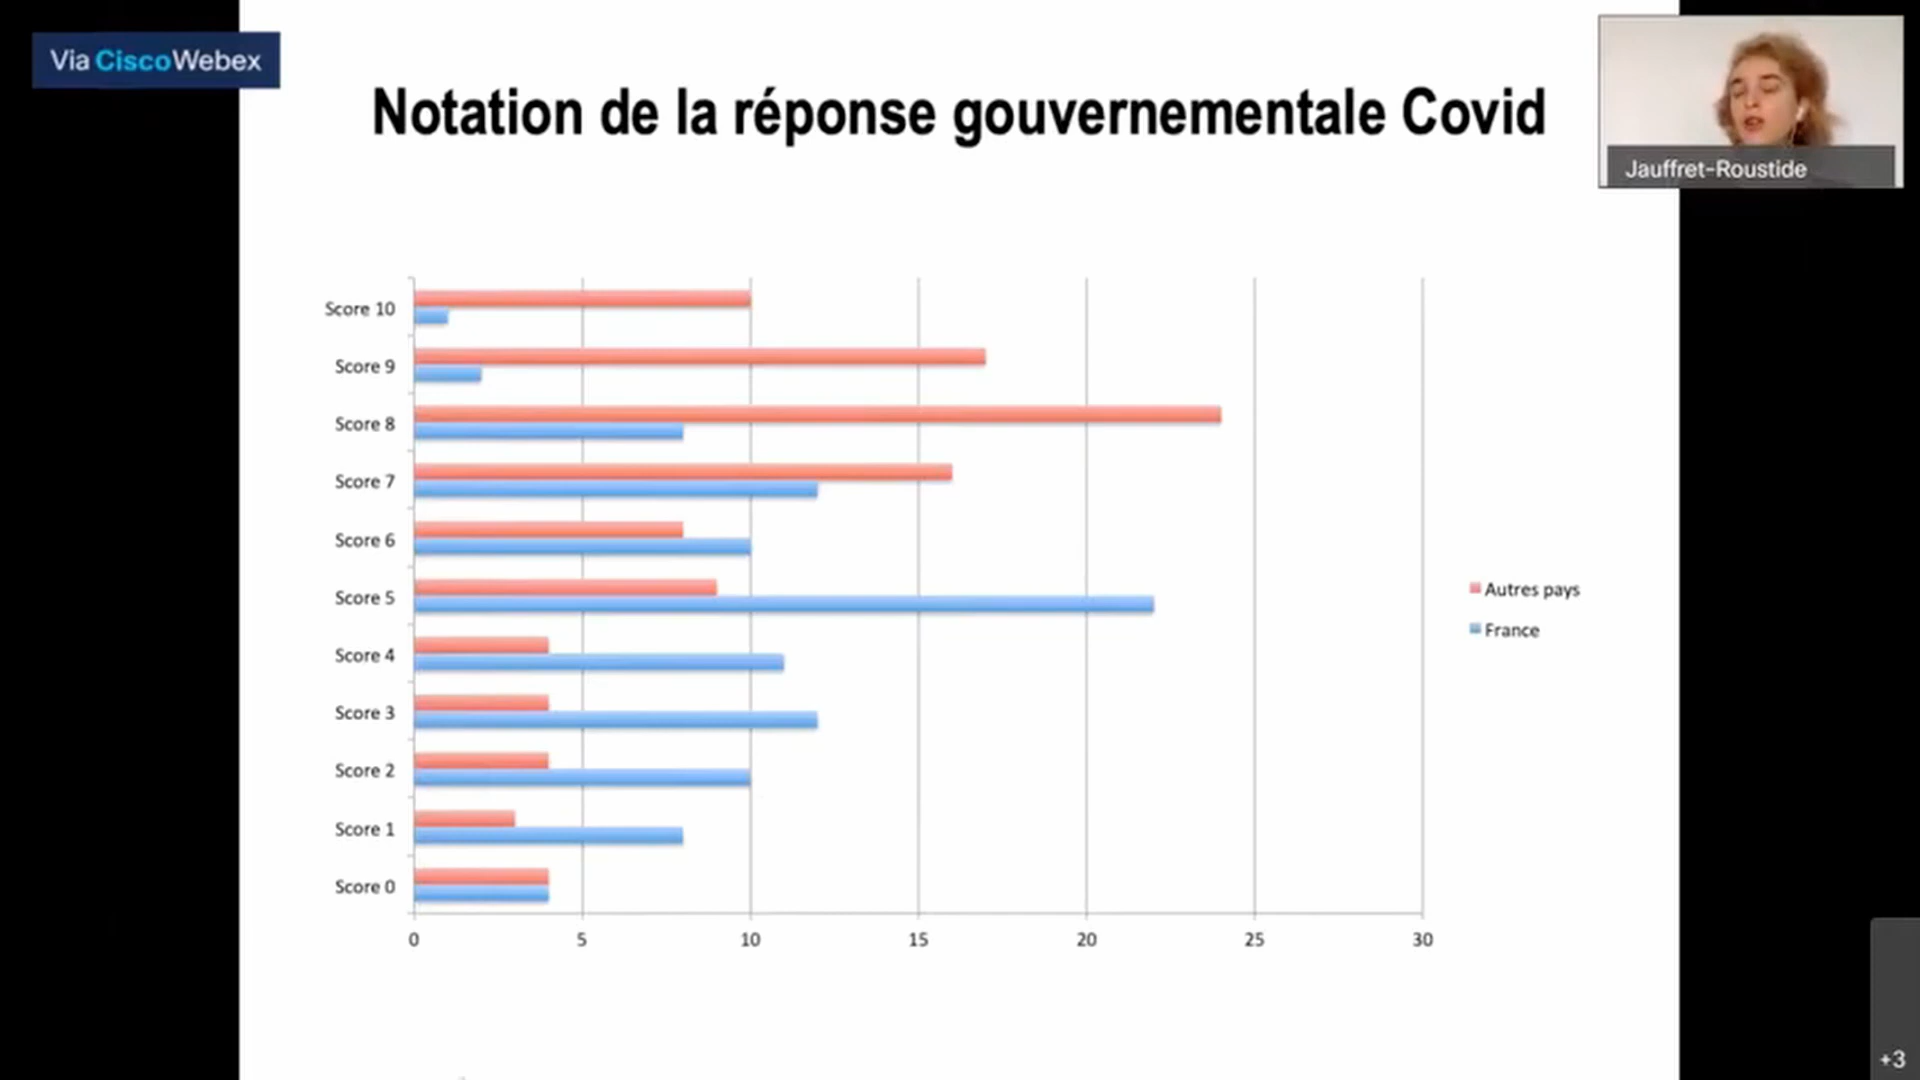 Via CiscoWebex
Notation de la réponse gouvernementale Covid
Jauffret-Roustide
Score 10
Score 9
Score 8
Score 7
Score 6
Score 5
Score 4
Score 3
Score 2
Score 1
Score 0
0 5 10 15 20 25 30
Autres pays
France
+3